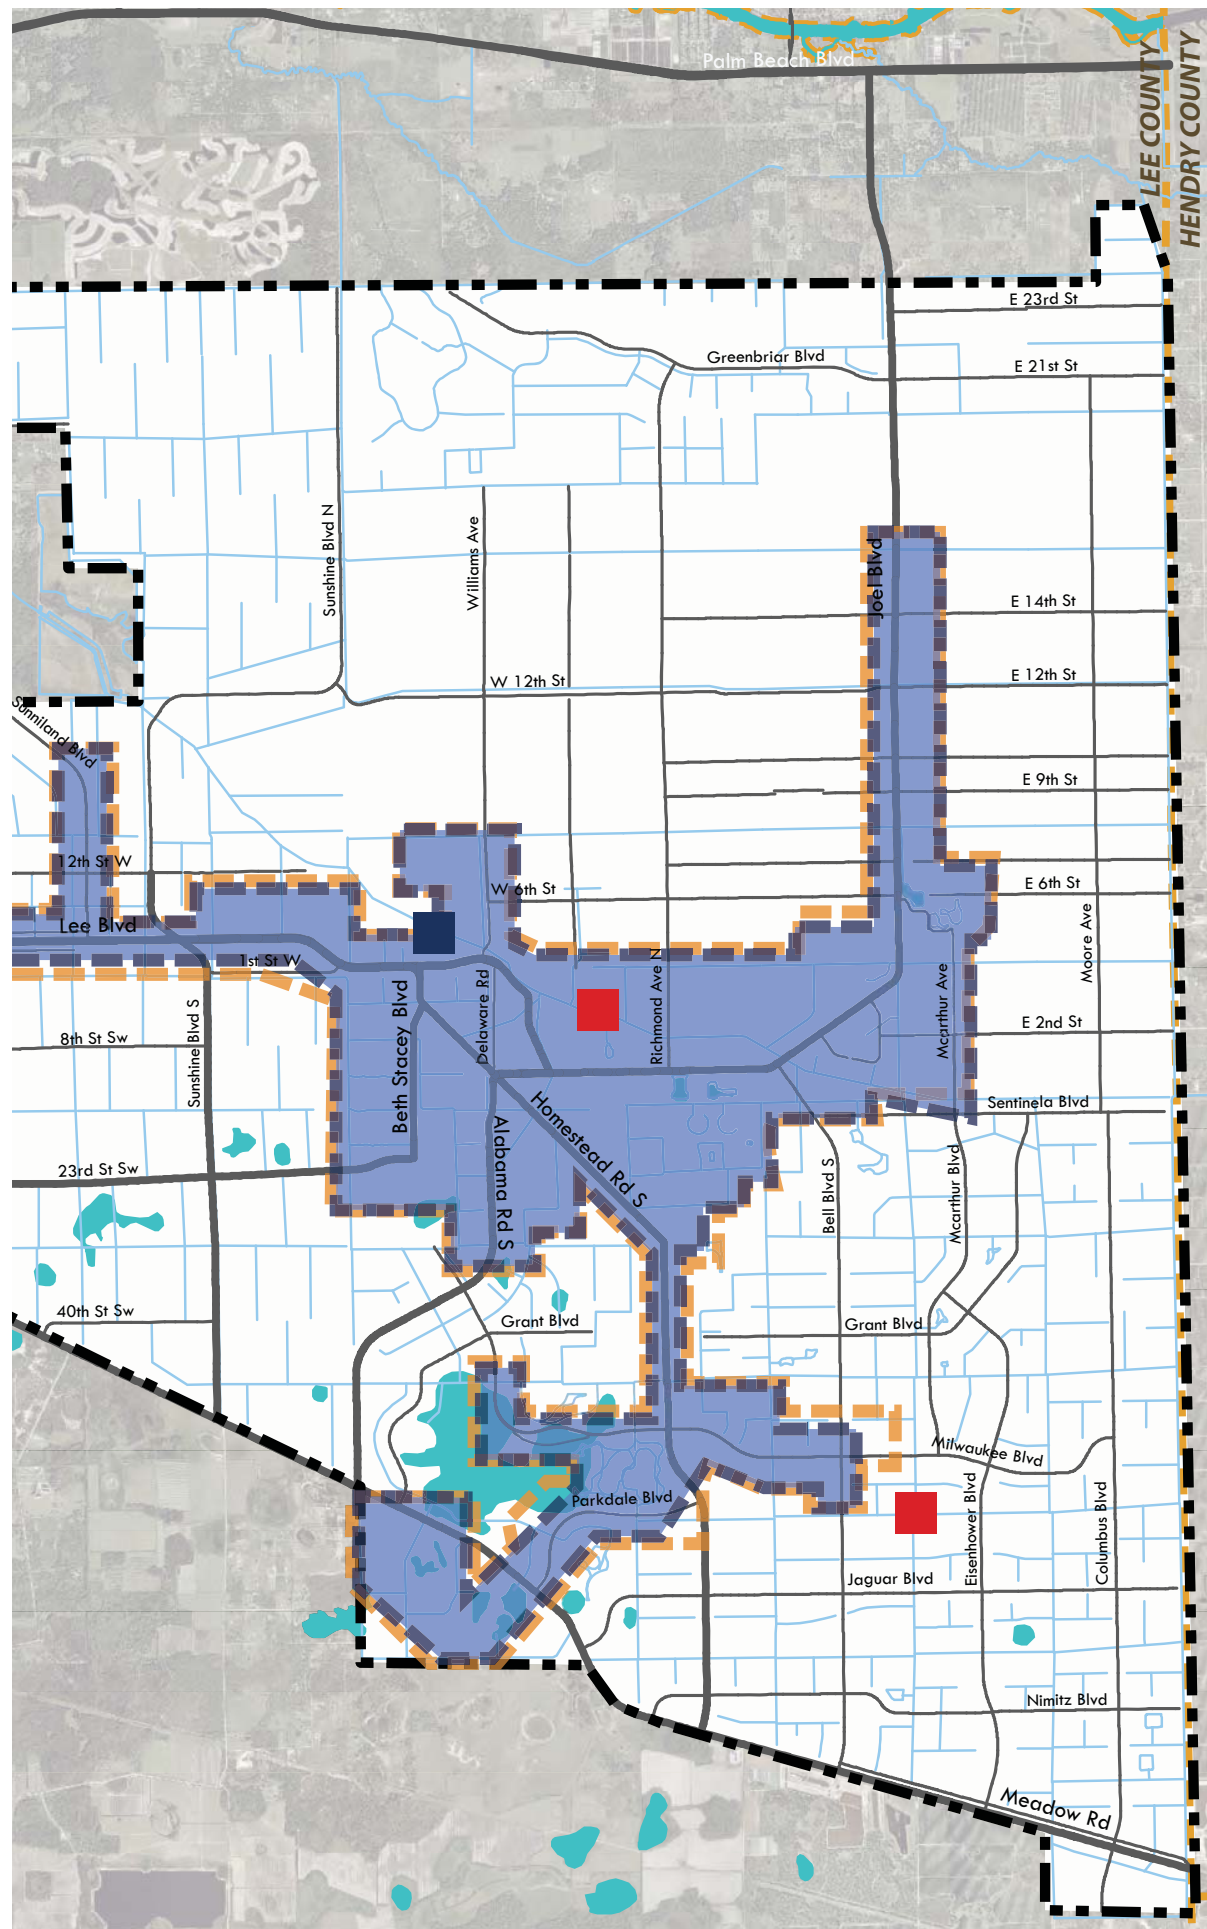 Palm Beach Blvd
LEE COUNTY
HENDRY COUNTY
E 23rd St
Greenbriar Blvd
E 21st St
Sunshine Blvd N
Williams Ave
Joel Blvd
E 14th St
W 12th St
E 12th St
Sunniland Blvd
E 9th St
12th St W
W 6th St
E 6th St
Lee Blvd
Moore Ave
1st St W
Richmond Ave N
Delaware Rd
Beth Stacey Blvd
Mcarthur Ave
Sunshine Blvd S
8th St Sw
E 2nd St
Homestead Rd S
Sentinela Blvd
Alabama Rd S
23rd St Sw
Bell Blvd S
Mcarthur Blvd
40th St Sw
Grant Blvd
Grant Blvd
Milwaukee Blvd
Parkdale Blvd
Eisenhower Blvd
Columbus Blvd
Jaguar Blvd
Nimitz Blvd
Meadow Rd